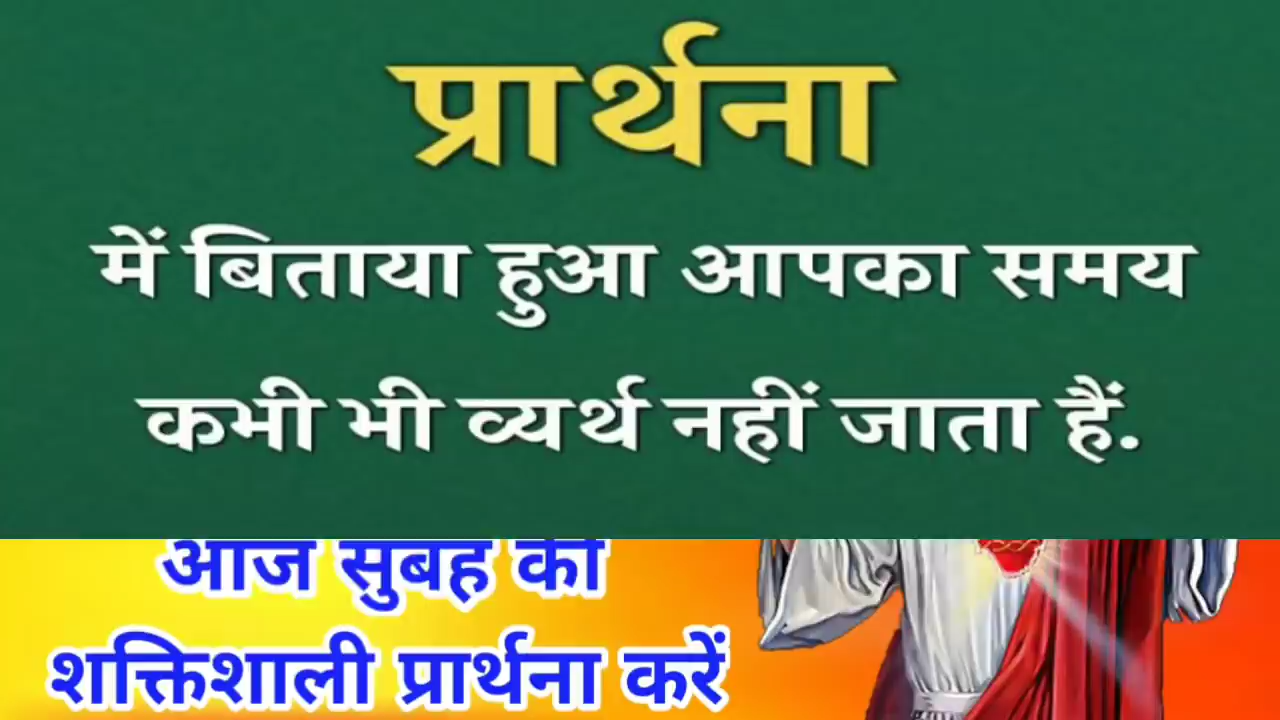 प्रार्थना
में बिताया हुआ आपका समय
कभी भी व्यर्थ नहीं जाता हैं.
आज सुबह की
शक्तिशाली प्रार्थना करें